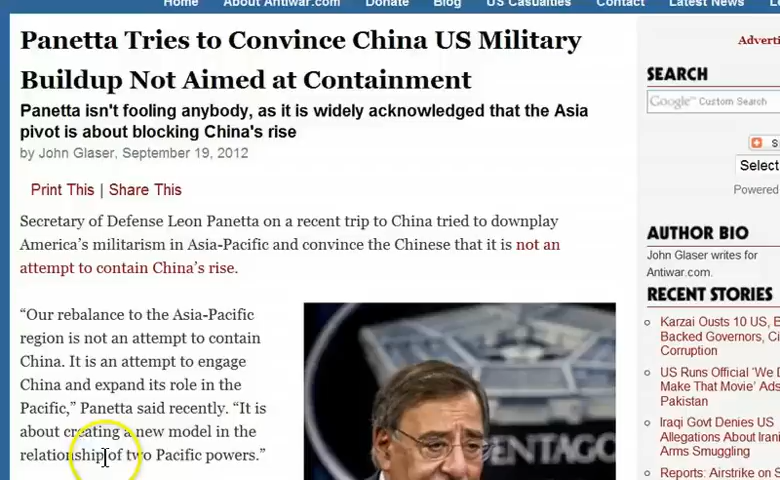 Home About Antiwar.com Donate Blog US Casualties Contact Latest News
Panetta Tries to Convince China US Military
Buildup Not Aimed at Containment
Panetta isn't fooling anybody, as it is widely acknowledged that the Asia
pivot is about blocking China's rise
by John Glaser, September 19, 2012
Print This | Share This
Secretary of Defense Leon Panetta on a recent trip to China tried to downplay
America's militarism in Asia-Pacific and convince the Chinese that it is not an
attempt to contain China's rise.
“Our rebalance to the Asia-Pacific
region is not an attempt to contain
China. It is an attempt to engage
China and expand its role in the
Pacific,” Panetta said recently. “It is
about creating a new model in the
relationship of two Pacific powers.”
PENTAGO
Adverti
SEARCH
Google Custom Search
S
Select
Powered
AUTHOR BIO
John Glaser writes for
Antiwar.com.
RECENT STORIES
Karzai Ousts 10 US, B
Backed Governors, Ci
Corruption
US Runs Official 'We D
Make That Movie' Ads
Pakistan
Iraqi Govt Denies US
Allegations About Irani
Arms Smuggling
Reports: Airstrike on S